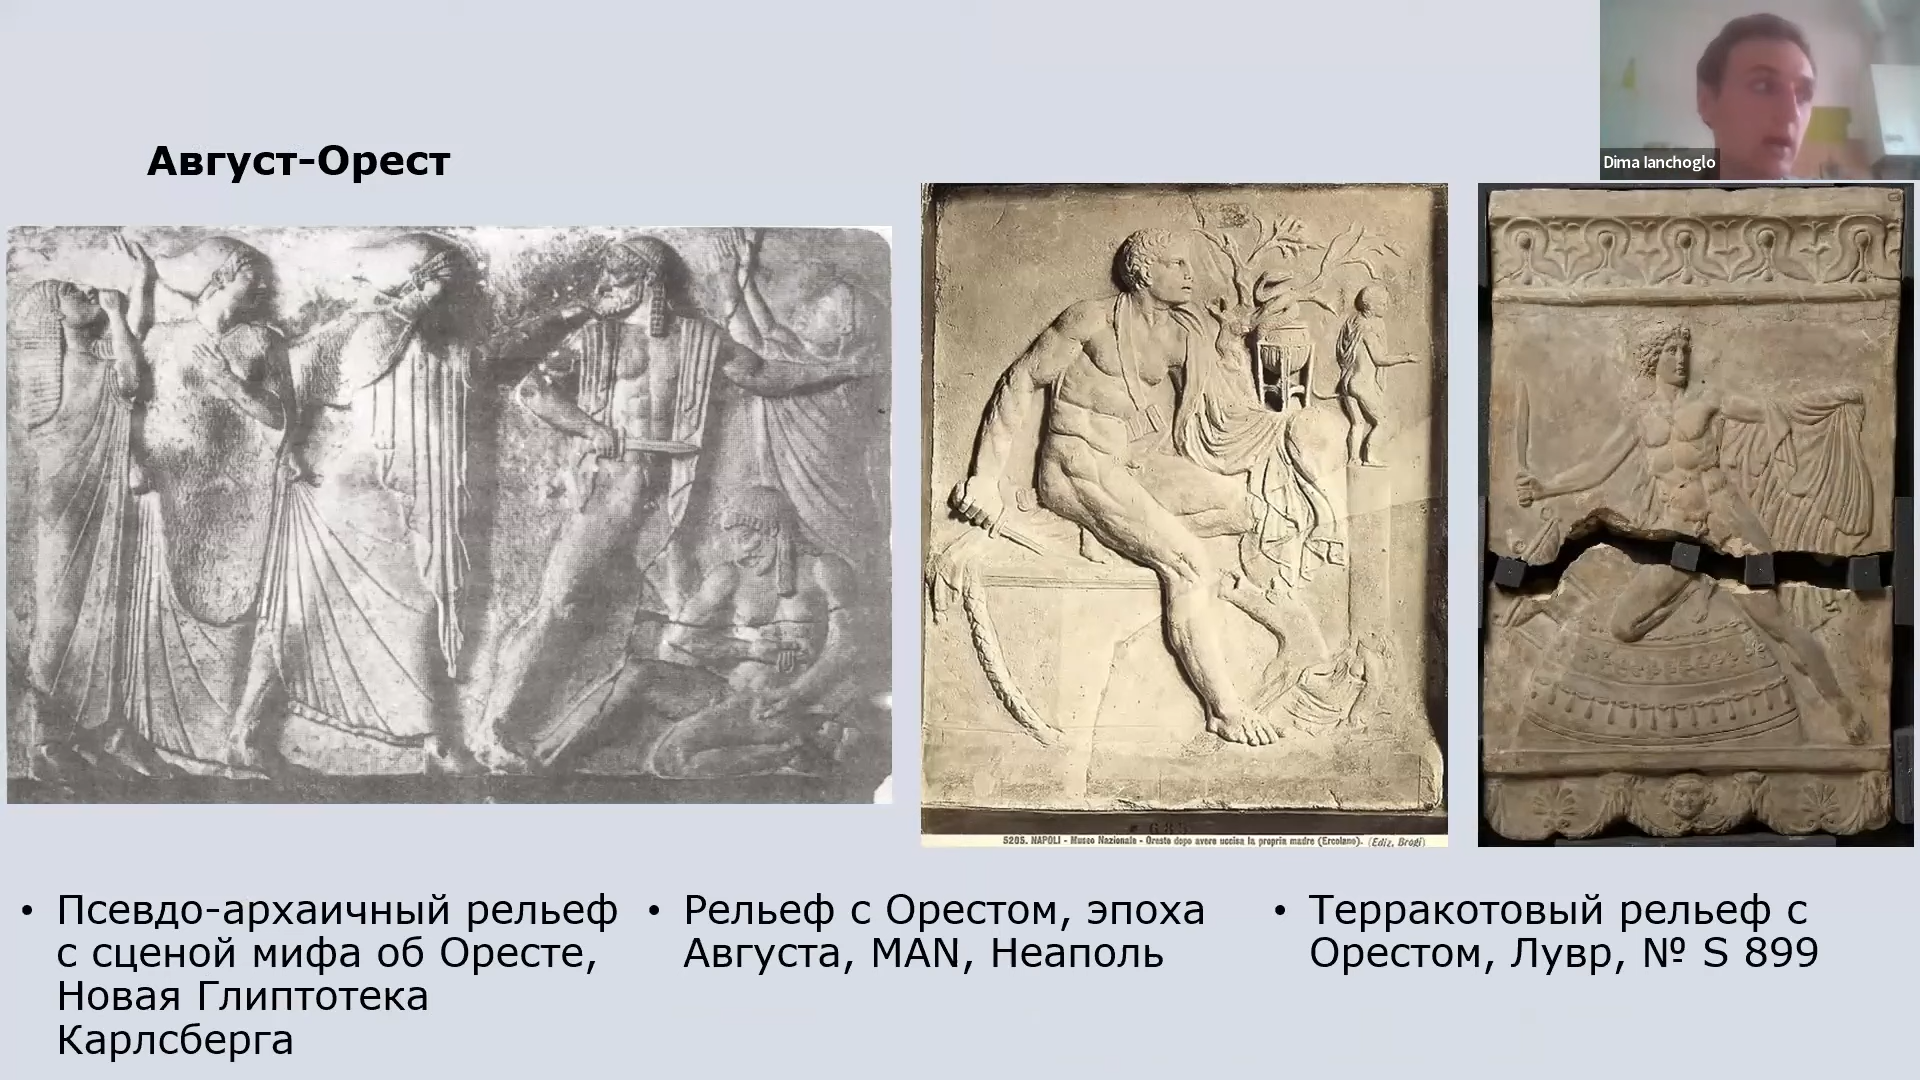 Dima Ianchoglo
Август-Орест
5205. NAPOLI - Museo Nazionale - Oreste dopo avere uccisa la propria madre (Ercolano). (Ediz. Brogi)
• Псевдо-архаичный рельеф
с сценой мифа об Оресте,
Новая Глиптотека
Карлсберга
• Рельеф с Орестом, эпоха
Августа, MAN, Неаполь
• Терракотовый рельеф с
Орестом, Лувр, № S 899